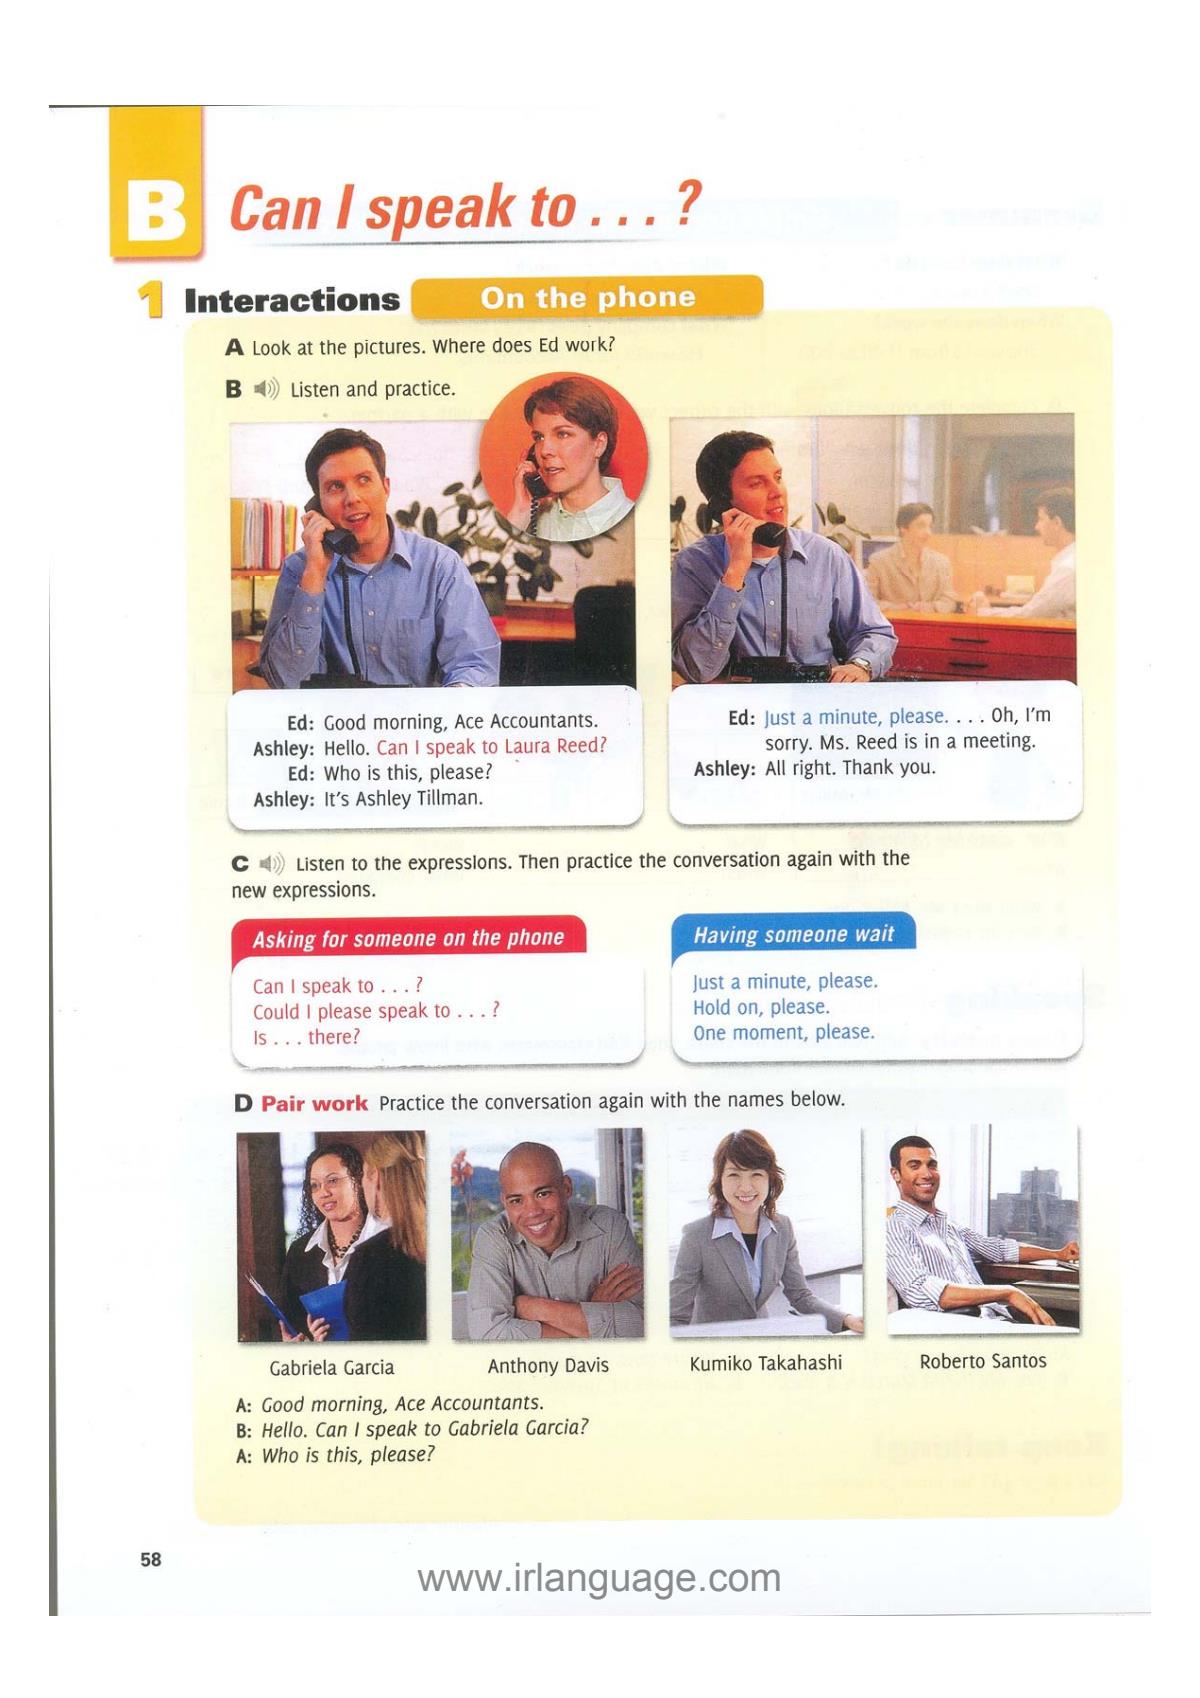 B
Can I speak to . . . ?
1 Interactions On the phone
A Look at the pictures. Where does Ed work?
B Listen and practice.
Ed: Good morning, Ace Accountants.
Ashley: Hello. Can I speak to Laura Reed?
Ed: Who is this, please?
Ashley: It's Ashley Tillman.
Ed: Just a minute, please. . . . Oh, I'm
sorry. Ms. Reed is in a meeting.
Ashley: All right. Thank you.
C Listen to the expressions. Then practice the conversation again with the
new expressions.
Asking for someone on the phone
Can I speak to . . . ?
Could I please speak to . . . ?
Is . . . there?
Having someone wait
Just a minute, please.
Hold on, please.
One moment, please.
D Pair work Practice the conversation again with the names below.
Gabriela Garcia
Anthony Davis
Kumiko Takahashi
Roberto Santos
A: Good morning, Ace Accountants.
B: Hello. Can I speak to Gabriela Garcia?
A: Who is this, please?
58
www.irlanguage.com